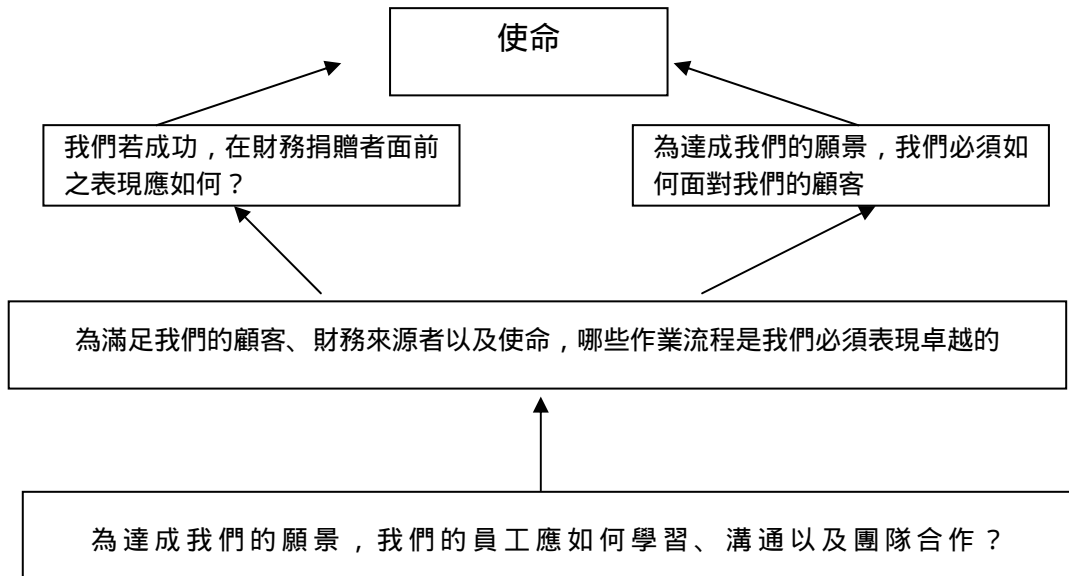 使命
我們若成功，在財務捐贈者面前
之表現應如何？
為達成我們的願景，我們必須如
何面對我們的顧客
為滿足我們的顧客、財務來源者以及使命，哪些作業流程是我們必須表現卓越的
為達成我們的願景，我們的員工應如何學習、溝通以及團隊合作？